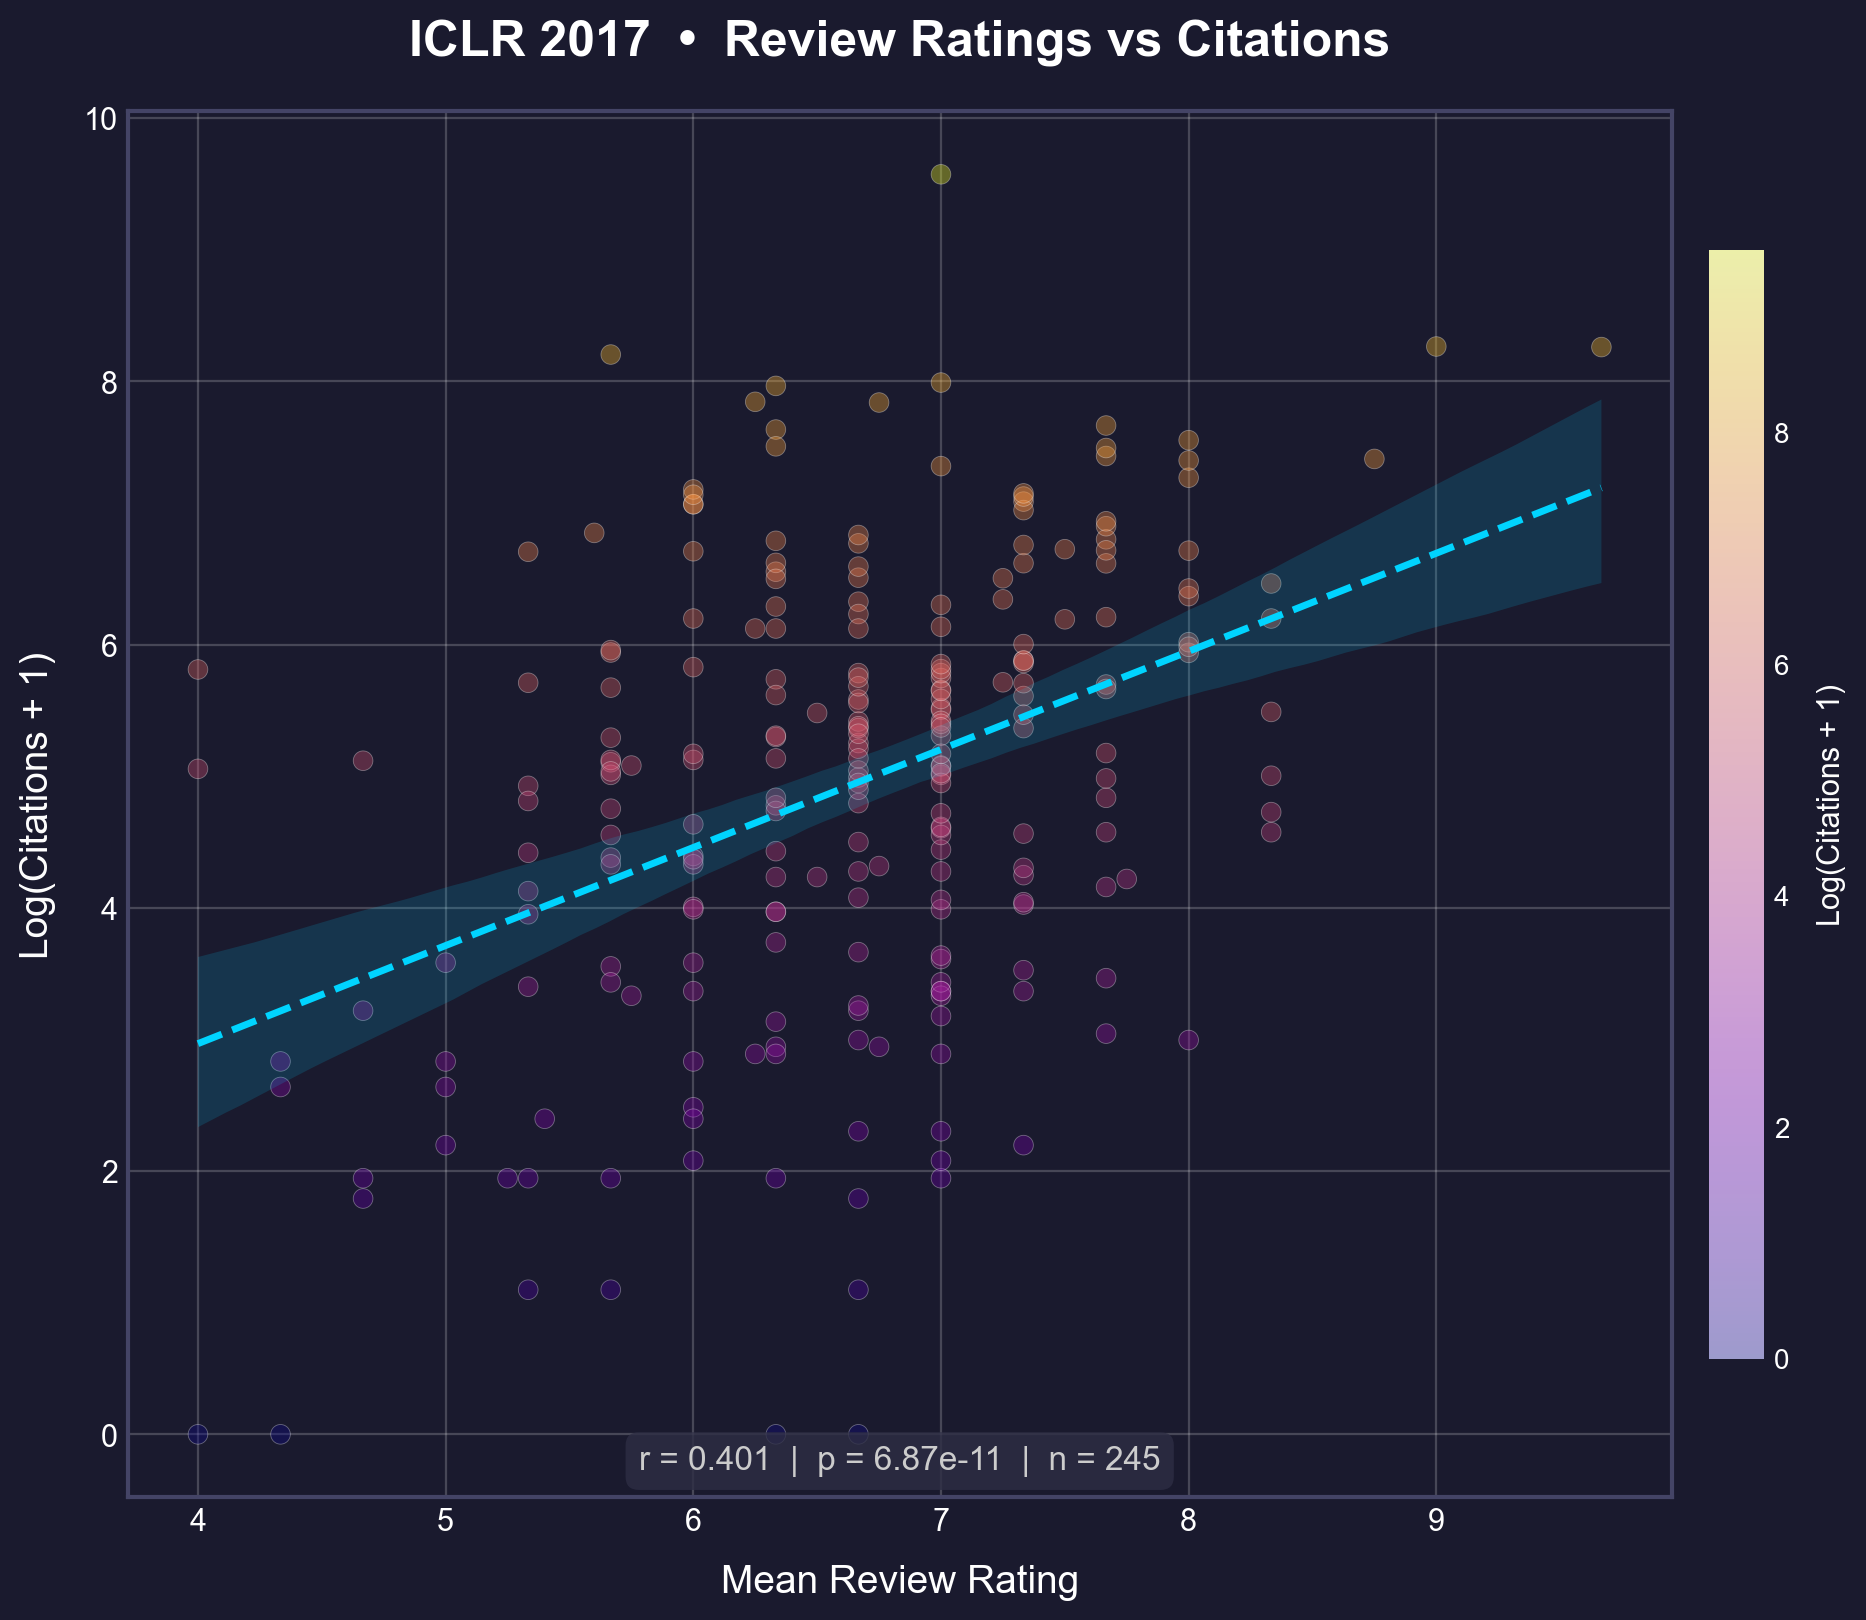 ICLR 2017 • Review Ratings vs Citations
10
8
6
4
2
0
Log(Citations + 1)
4 5 6 7 8 9
Mean Review Rating
r = 0.401 | p = 6.87e-11 | n = 245
8
6
4
2
0
Log(Citations + 1)